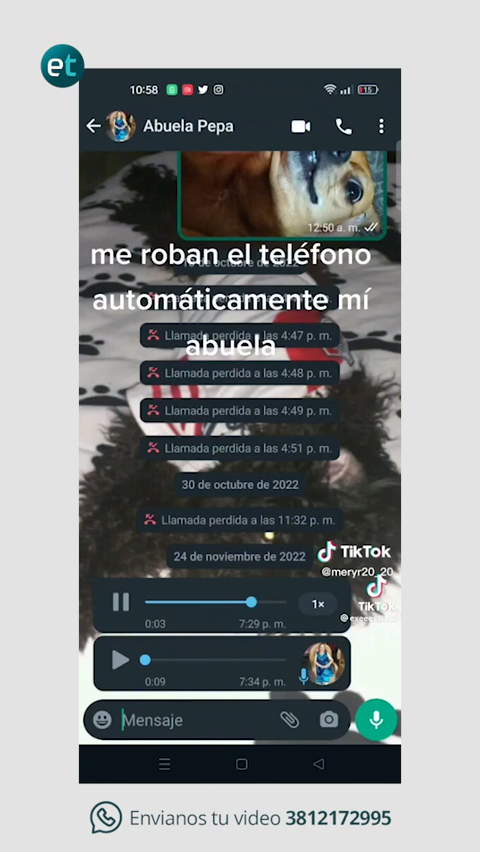 et
10:58
15
Abuela Pepa
12:50 a. m.
me roban el teléfono
automáticamente mí
abuela
Llamada perdida a las 4:47 p. m.
Llamada perdida a las 4:48 p. m.
Llamada perdida a las 4:49 p. m.
Llamada perdida a las 4:51 p. m.
30 de octubre de 2022
Llamada perdida a las 11:32 p. m.
24 de noviembre de 2022
TikTok
@meryr20_20
TikTok
1×
0:03 7:29 p. m.
0:09 7:34 p. m.
Mensaje
Envianos tu video 3812172995